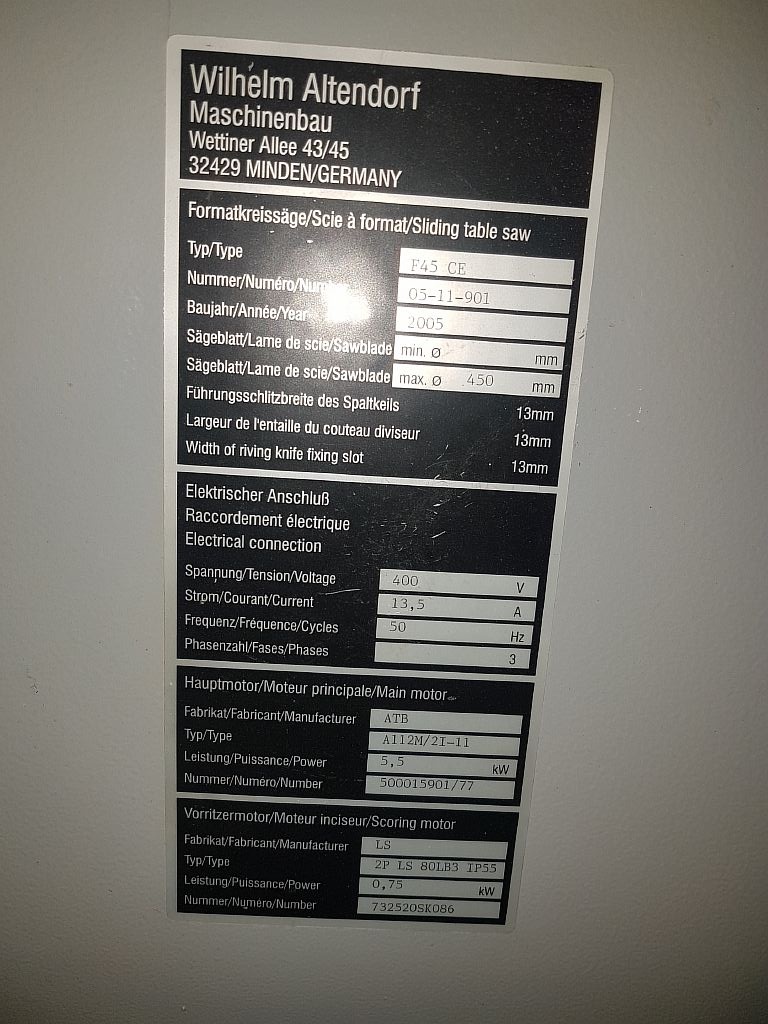 Wilhelm Altendorf
Maschinenbau
Wettiner Allee 43/45
32429 MINDEN/GERMANY
Formatkreissäge/Scie à format/Sliding table saw
Typ/Type F45 CE
Nummer/Numéro/Number 05-11-901
Baujahr/Année/Year 2005
Sägeblatt/Lame de scie/Sawblade min. ø mm
Sägeblatt/Lame de scie/Sawblade max. ø 450 mm
Führungsschlitzbreite des Spaltkeils 13mm
Largeur de l'entaille du couteau diviseur 13mm
Width of riving knife fixing slot 13mm
Elektrischer Anschluß
Raccordement électrique
Electrical connection
Spannung/Tension/Voltage 400 V
Strom/Courant/Current 13,5 A
Frequenz/Fréquence/Cycles 50 Hz
Phasenzahl/Fases/Phases 3
Hauptmotor/Moteur principale/Main motor
Fabrikat/Fabricant/Manufacturer ATB
Typ/Type A112M/2I-11
Leistung/Puissance/Power 5,5 kW
Nummer/Numéro/Number 500015901/77
Vorritzermotor/Moteur inciseur/Scoring motor
Fabrikat/Fabricant/Manufacturer LS
Typ/Type 2P LS 80LB3 IP55
Leistung/Puissance/Power 0,75 kW
Nummer/Numéro/Number 732520SK086